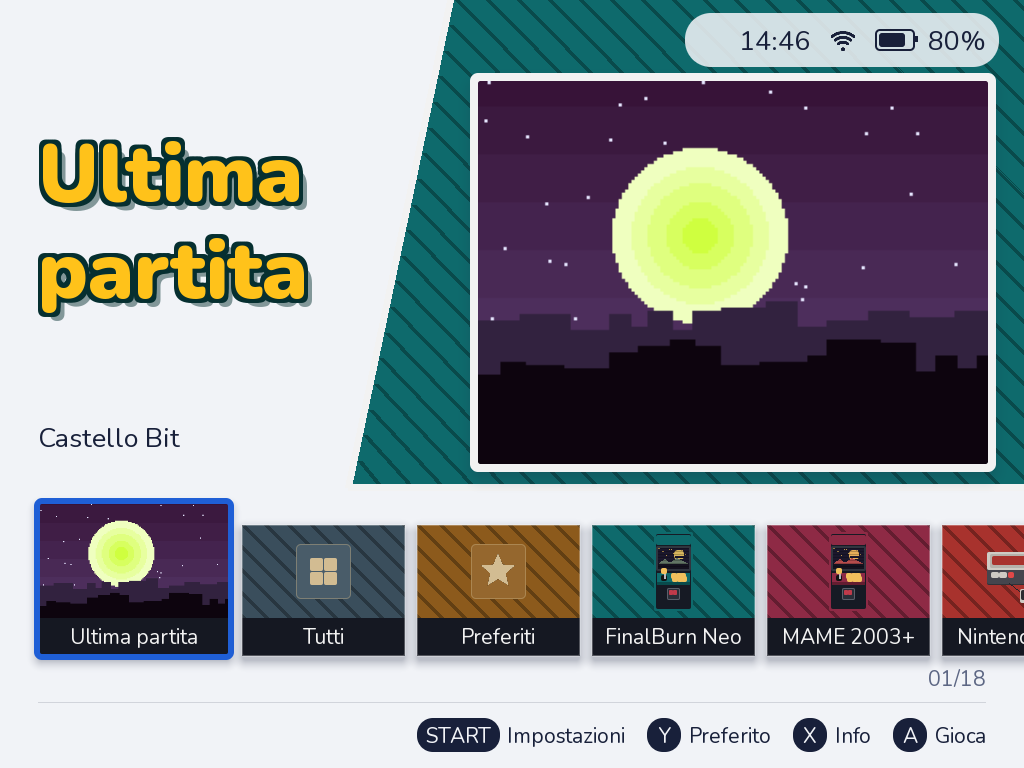 14:46 80%
Ultima
partita
Castello Bit
Ultima partita
Tutti
Preferiti
FinalBurn Neo
MAME 2003+
Ninten
01/18
START Impostazioni Y Preferito X Info A Gioca